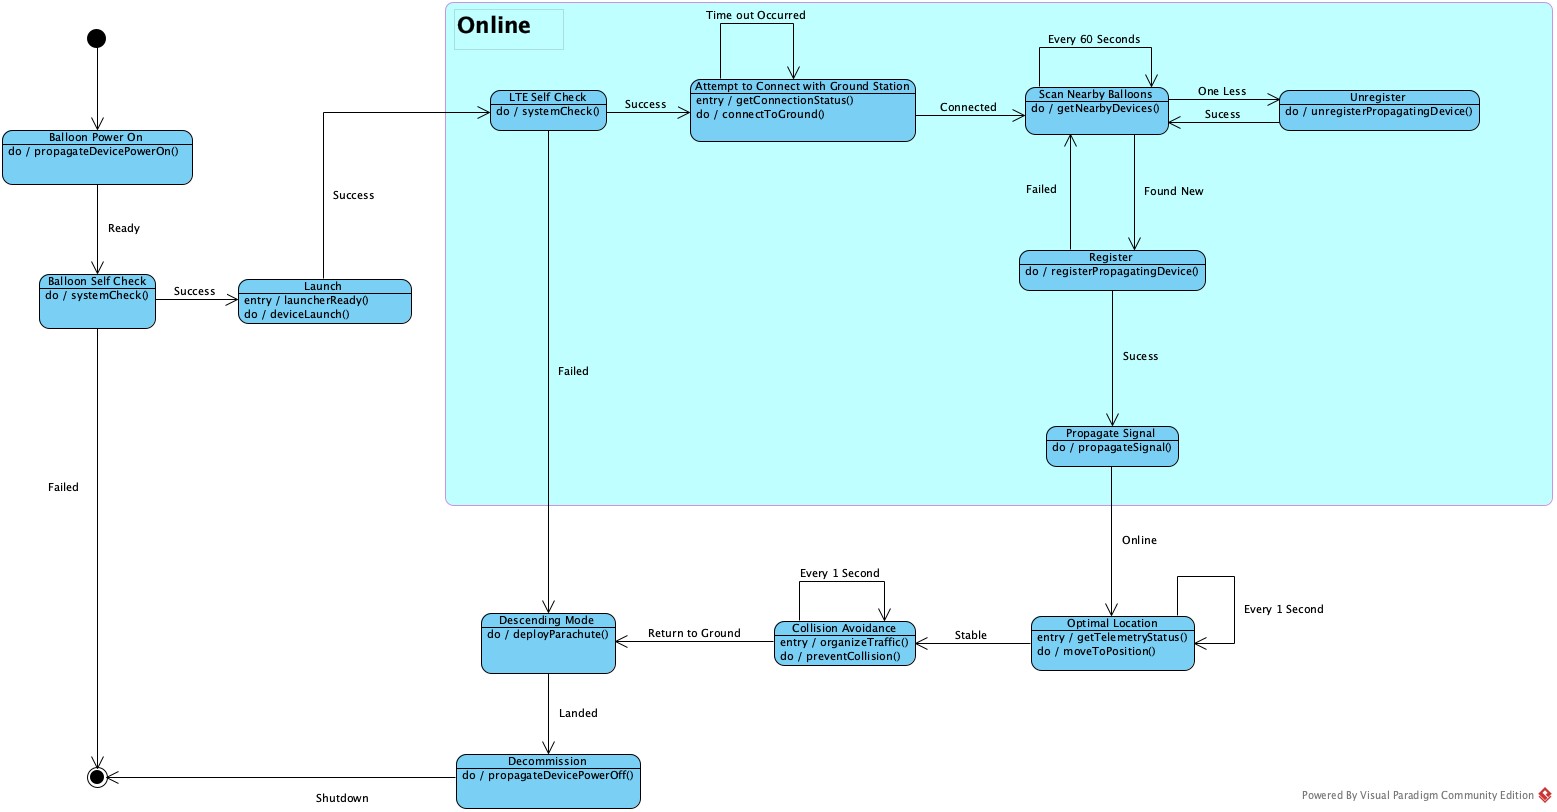 Online
Time out Occurred
Every 60 Seconds
LTE Self Check
do / systemCheck()
Success
Attempt to Connect with Ground Station
entry / getConnectionStatus()
do / connectToGround()
Connected
Scan Nearby Balloons
do / getNearbyDevices()
One Less
Sucess
Unregister
do / unregisterPropagatingDevice()
Balloon Power On
do / propagateDevicePowerOn()
Success
Failed
Found New
Ready
Register
do / registerPropagatingDevice()
Balloon Self Check
do / systemCheck()
Success
Launch
entry / launcherReady()
do / deviceLaunch()
Sucess
Failed
Propagate Signal
do / propagateSignal()
Failed
Online
Every 1 Second
Every 1 Second
Descending Mode
do / deployParachute()
Return to Ground
Collision Avoidance
entry / organizeTraffic()
do / preventCollision()
Stable
Optimal Location
entry / getTelemetryStatus()
do / moveToPosition()
Landed
Decommission
do / propagateDevicePowerOff()
Shutdown
Powered By Visual Paradigm Community Edition